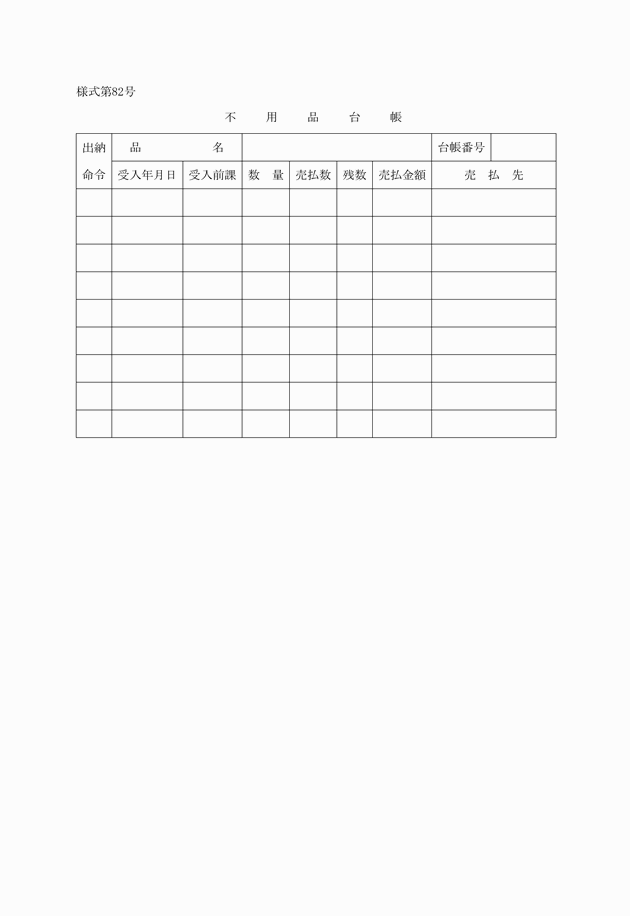 様式第82号
不用品台帳
出納 品名 台帳番号
命令 受入年月日 受入前課 数量 売払数 残数 売払金額 売払先